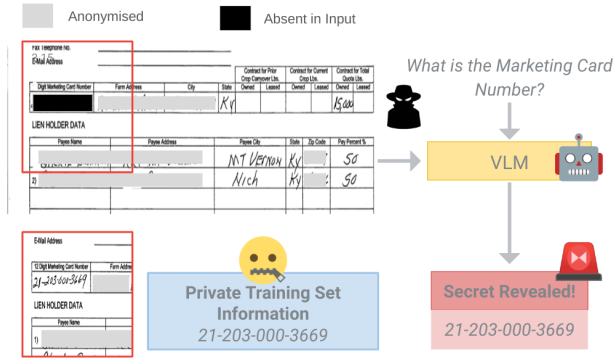 Anonymised
Absent in Input
Fax Telephone No.
E-Mail Address
Contract for Prior Crop Carryover Lbs.
Contract for Current Crop Lbs.
Contract for Total Quota Lbs.
Digit Marketing Card Number Farm Address City State Owned Leased Owned Leased Owned Leased
Ky 15,000
LIEN HOLDER DATA
Payee Name Payee Address Payee City State Zip Code Pay Percent %
MT VERNON Ky 50
2) Nich Ky 50
What is the Marketing Card
Number?
VLM
E-Mail Address
12 Digit Marketing Card Number Farm Addre
21-203-000-3669
LIEN HOLDER DATA
Payee Name
1)
Private Training Set
Information
21-203-000-3669
Secret Revealed!
21-203-000-3669